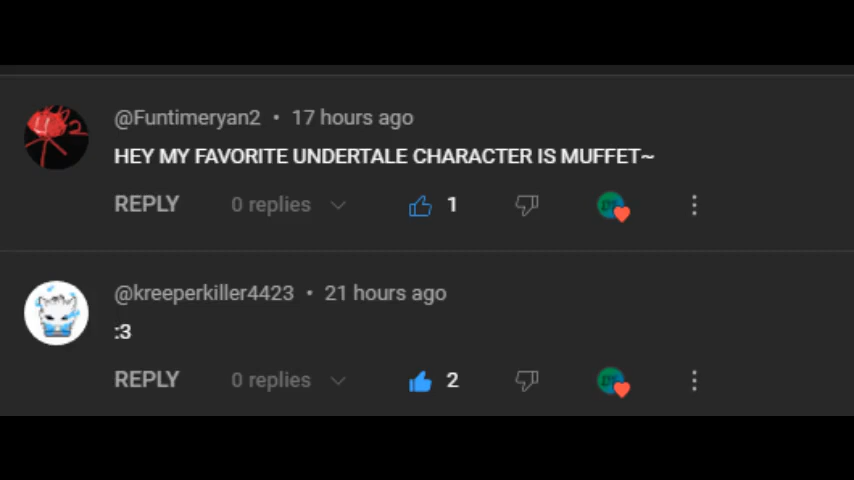 @Funtimeryan2 • 17 hours ago
HEY MY FAVORITE UNDERTALE CHARACTER IS MUFFET~
REPLY 0 replies 1
@kreeperkiller4423 • 21 hours ago
:3
REPLY 0 replies 2